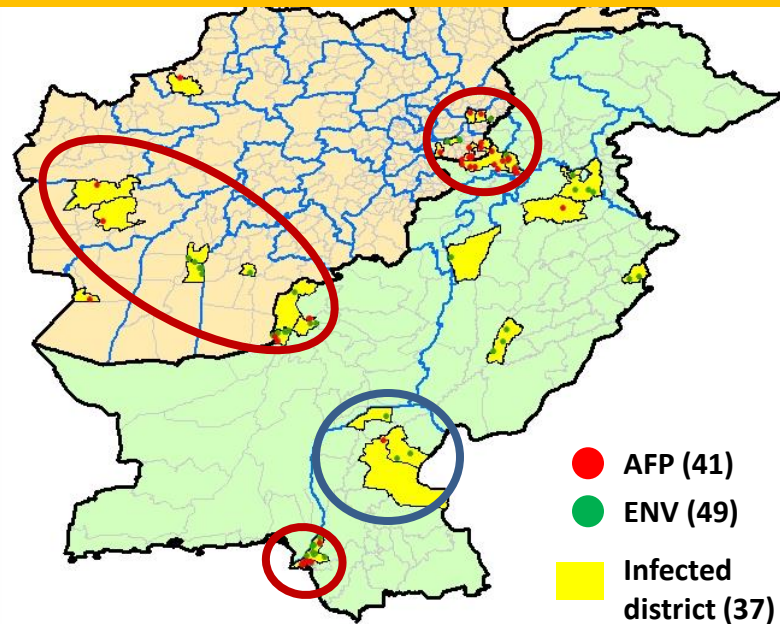 AFP (41)
ENV (49)
Infected
district (37)